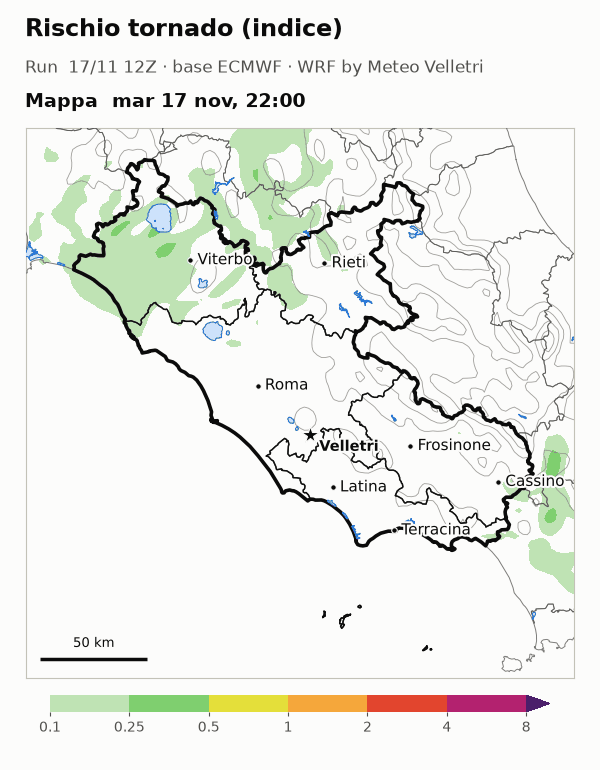 Rischio tornado (indice)
Run  17/11 12Z · base ECMWF · WRF by Meteo Velletri
Mappa  mar 17 nov, 22:00
Viterbo
Rieti
Roma
Velletri
Frosinone
Latina
Cassino
Terracina
50 km
0.1 0.25 0.5 1 2 4 8